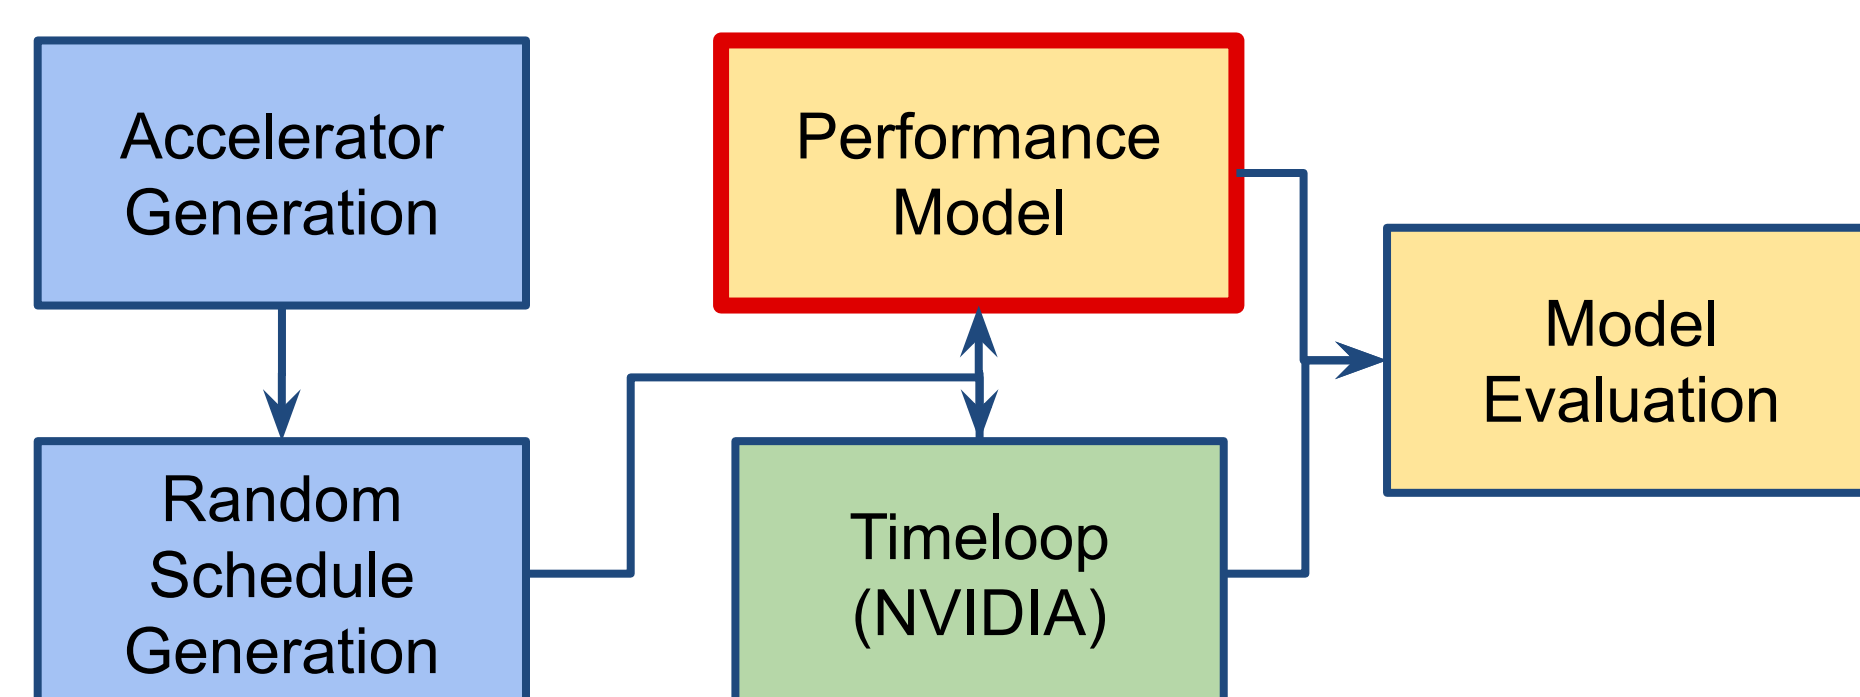 Accelerator
Generation
Performance
Model
Model
Evaluation
Random
Schedule
Generation
Timeloop
(NVIDIA)